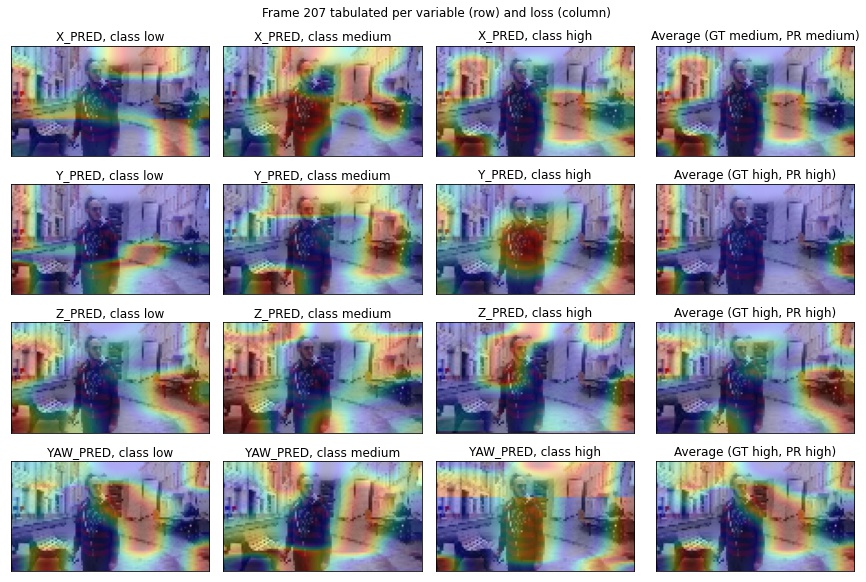 Frame 207 tabulated per variable (row) and loss (column)
X_PRED, class low
X_PRED, class medium
X_PRED, class high
Average (GT medium, PR medium)
Y_PRED, class low
Y_PRED, class medium
Y_PRED, class high
Average (GT high, PR high)
Z_PRED, class low
Z_PRED, class medium
Z_PRED, class high
Average (GT high, PR high)
YAW_PRED, class low
YAW_PRED, class medium
YAW_PRED, class high
Average (GT high, PR high)